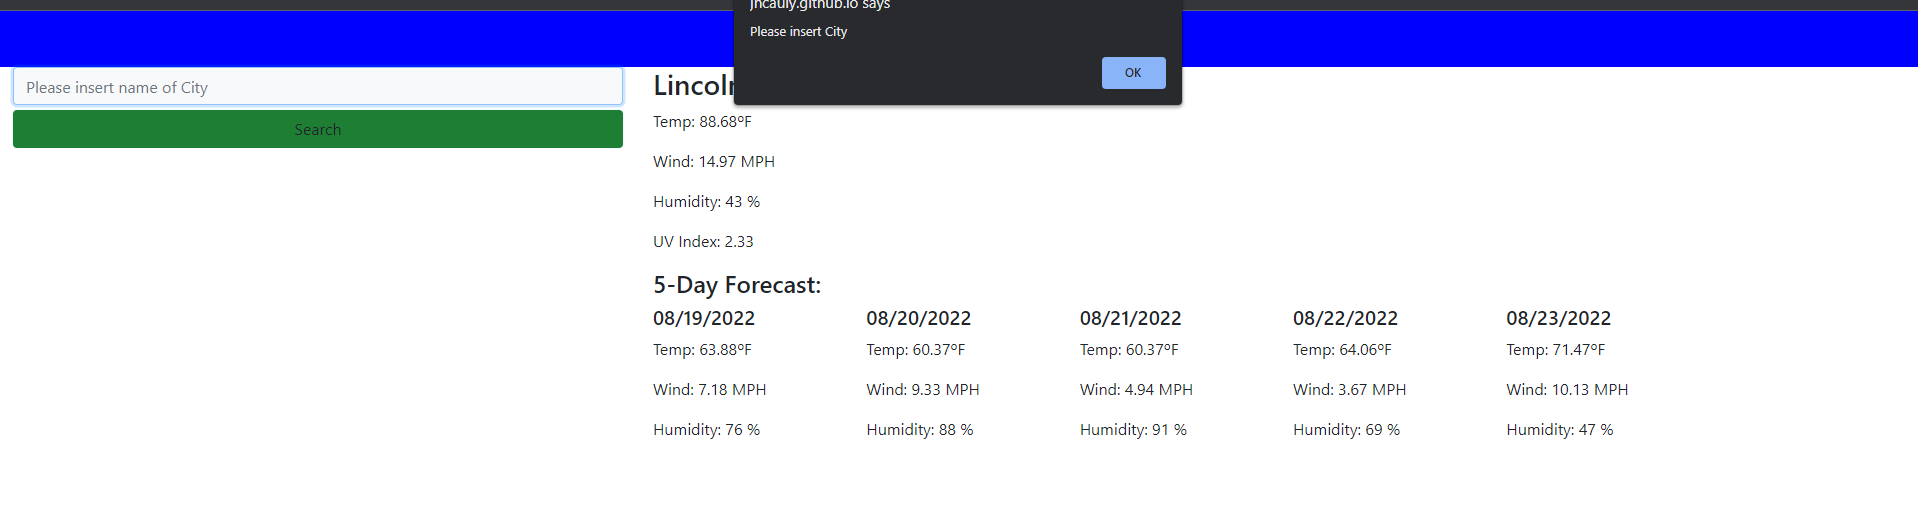 jhcauly.github.io says
Please insert City
OK
Please insert name of City
Search
Temp: 88.68°F
Wind: 14.97 MPH
Humidity: 43 %
UV Index: 2.33
5-Day Forecast:
08/19/2022 08/20/2022 08/21/2022 08/22/2022 08/23/2022
Temp: 63.88°F Temp: 60.37°F Temp: 60.37°F Temp: 64.06°F Temp: 71.47°F
Wind: 7.18 MPH Wind: 9.33 MPH Wind: 4.94 MPH Wind: 3.67 MPH Wind: 10.13 MPH
Humidity: 76 % Humidity: 88 % Humidity: 91 % Humidity: 69 % Humidity: 47 %